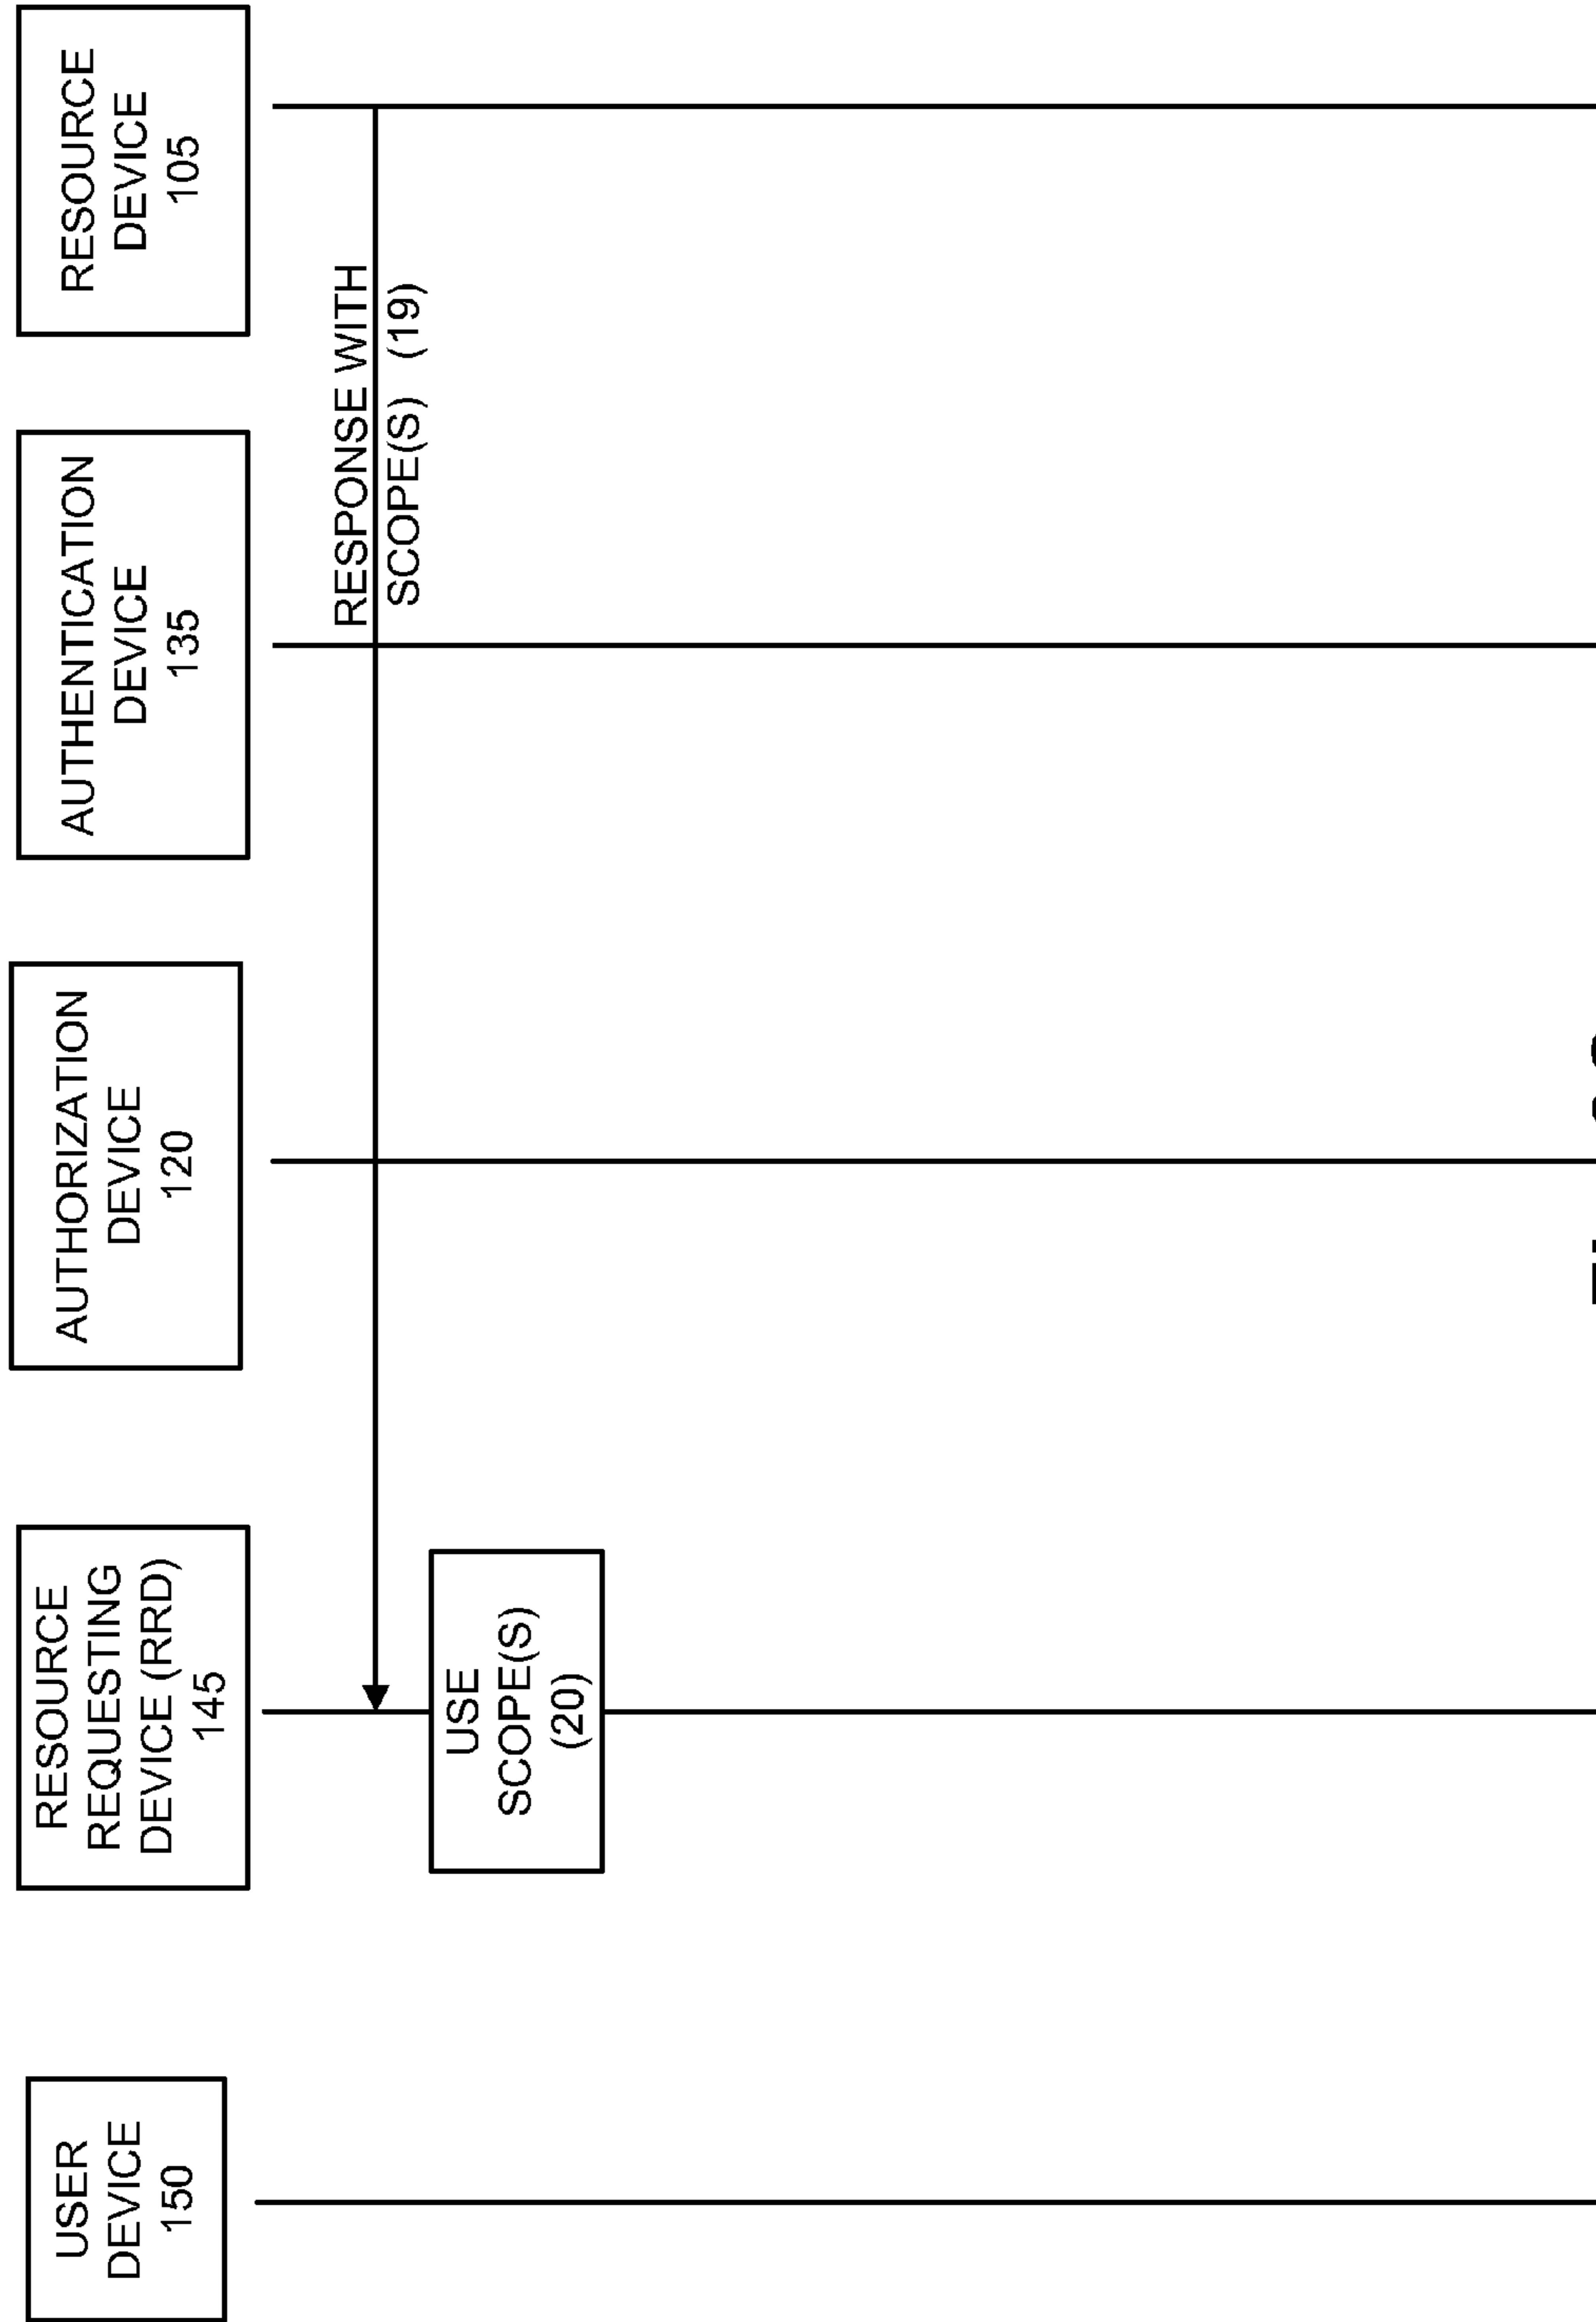 USER
DEVICE
150
RESOURCE
REQUESTING
DEVICE (RRD)
145
AUTHORIZATION
DEVICE
120
AUTHENTICATION
DEVICE
135
RESOURCE
DEVICE
105
RESPONSE WITH
SCOPE(S) (19)
USE
SCOPE(S)
(20)